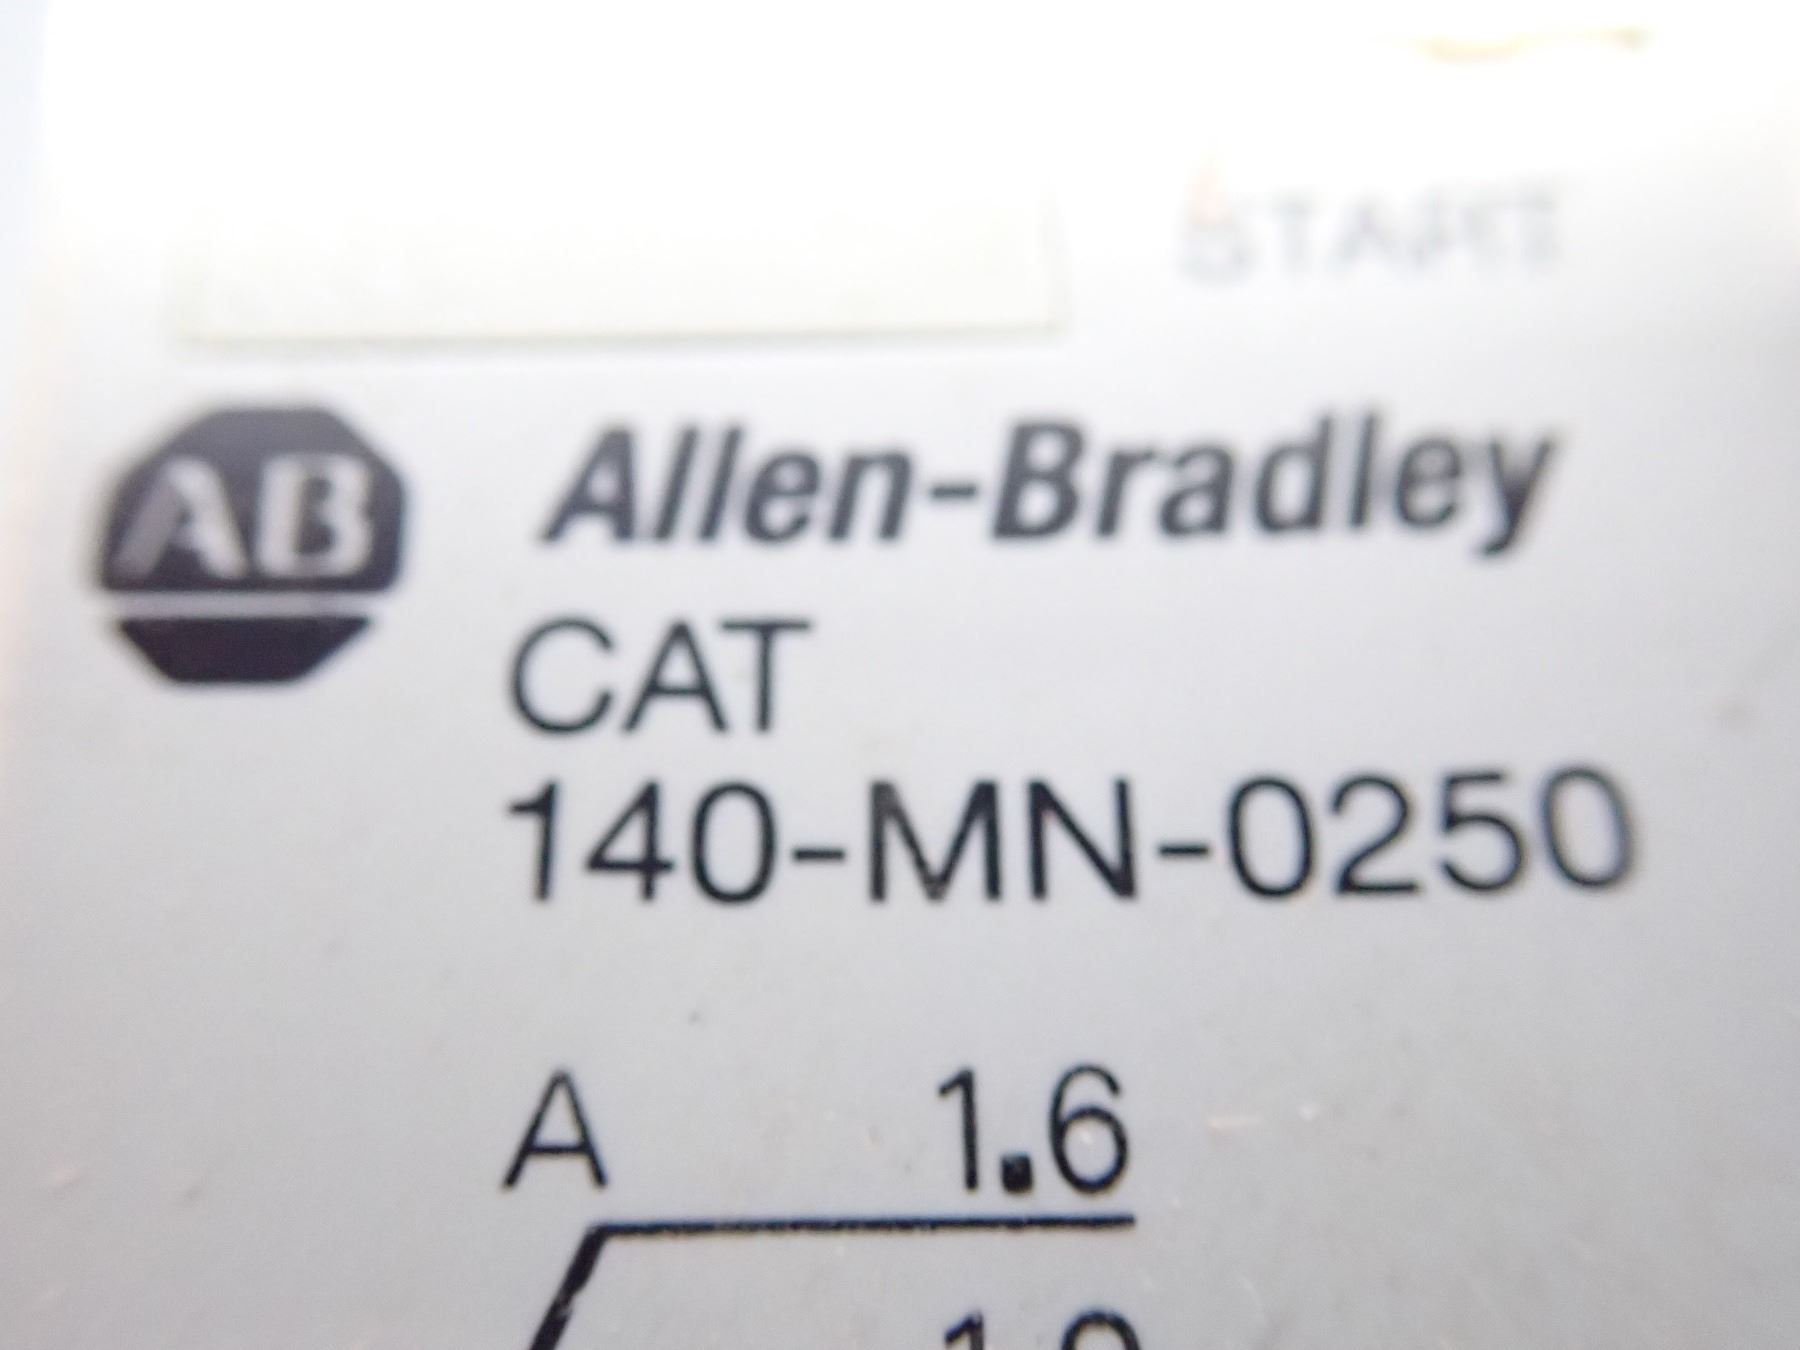 START
AB Allen-Bradley
CAT
140-MN-0250
A 1.6